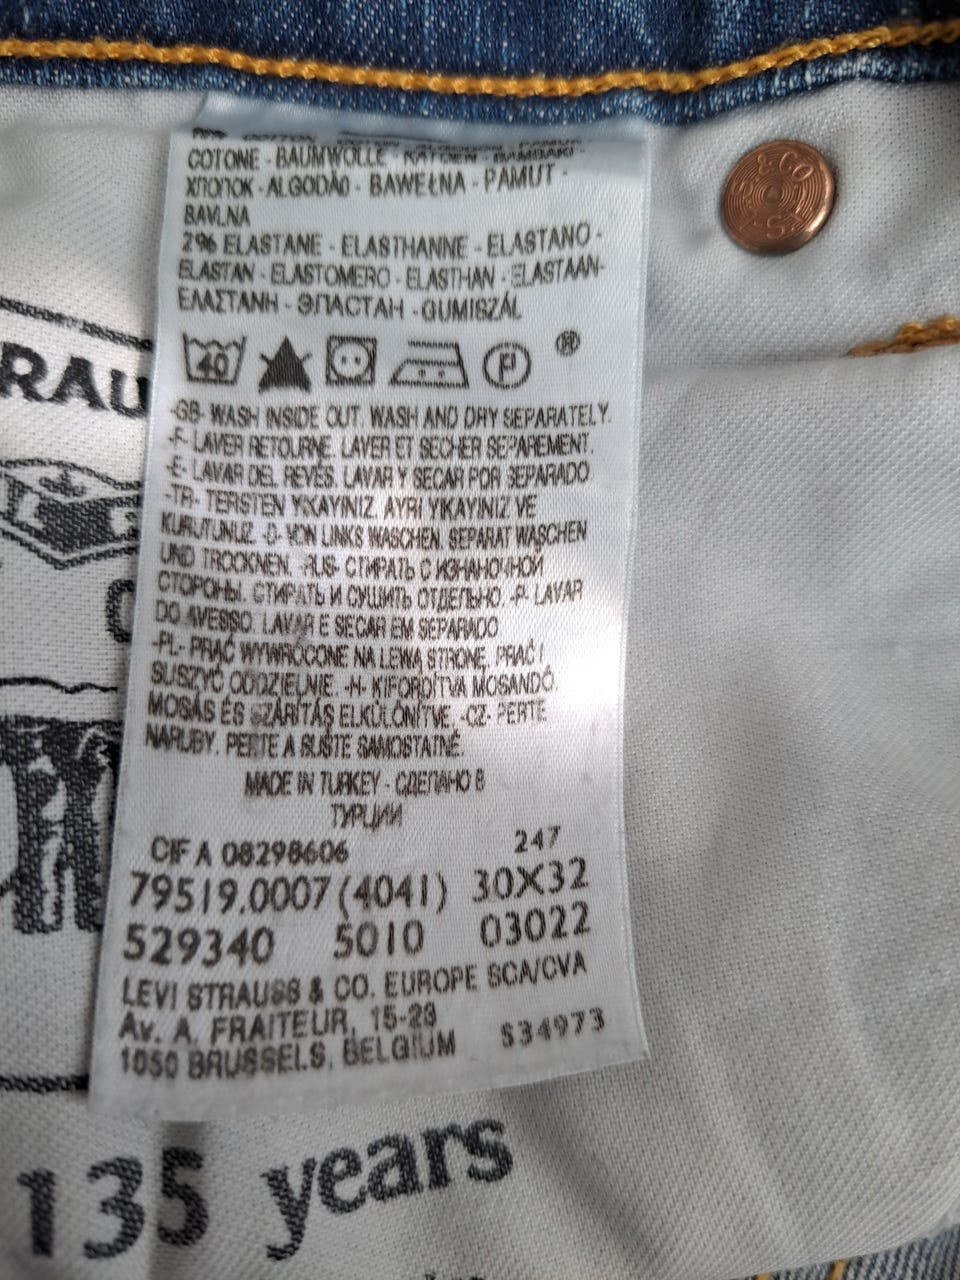 COTTON
COTONE - BAUMWOLLE - KATOEN - BAMBAKI -
ХЛОПОК - ALGODÃO - BAWEŁNA - PAMUT -
BAVLNA
2% ELASTANE - ELASTHANNE - ELASTANO -
ELASTAN - ELASTOMERO - ELASTHAN - ELASTAAN-
ΕΛΑΣΤΑΝΗ - ЭЛАСТАН - GUMISZÁL
40 P ®
-GB- WASH INSIDE OUT. WASH AND DRY SEPARATELY.
-F- LAVER RETOURNE. LAVER ET SECHER SEPAREMENT.
-E- LAVAR DEL REVÉS. LAVAR Y SECAR POR SEPARADO
-TR- TERSTEN YIKAYINIZ. AYRI YIKAYINIZ VE
KURUTUNUZ. -D- VON LINKS WASCHEN. SEPARAT WASCHEN
UND TROCKNEN. -RUS- СТИРАТЬ С ИЗНАНОЧНОЙ
СТОРОНЫ. СТИРАТЬ И СУШИТЬ ОТДЕЛЬНО. -P- LAVAR
DO AVESSO. LAVAR E SECAR EM SEPARADO
-PL- PRAĆ WYWRÓCONE NA LEWĄ STRONĘ. PRAĆ I
SUSZYĆ ODDZIELNIE. -H- KIFORDÍTVA MOSANDÓ.
MOSÁS ÉS SZÁRÍTÁS ELKÜLÖNÍTVE. -CZ- PERTE
NARUBY. PERTE A SUŠTE SAMOSTATNĚ.
MADE IN TURKEY - СДЕЛАНО В
ТУРЦИИ
CIF A 08298606 247
79519.0007 (4041) 30X32
529340 5010 03022
LEVI STRAUSS & CO. EUROPE SCA/CVA
Av. A. FRAITEUR, 15-23 S34973
1050 BRUSSELS, BELGIUM
RAU
135 years